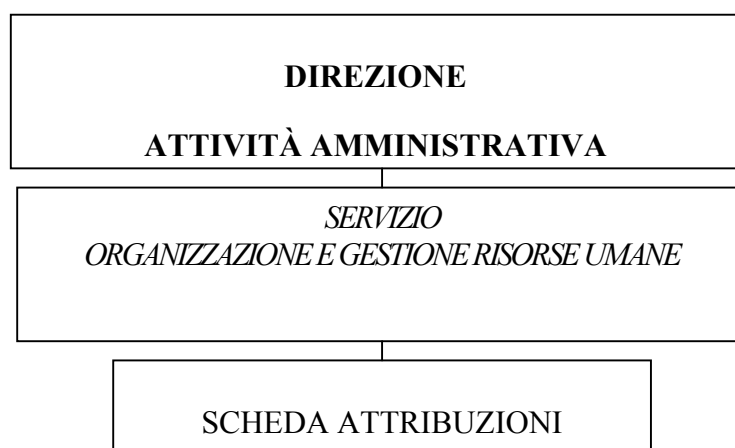 DIREZIONE
ATTIVITÀ AMMINISTRATIVA
SERVIZIO
ORGANIZZAZIONE E GESTIONE RISORSE UMANE
SCHEDA ATTRIBUZIONI